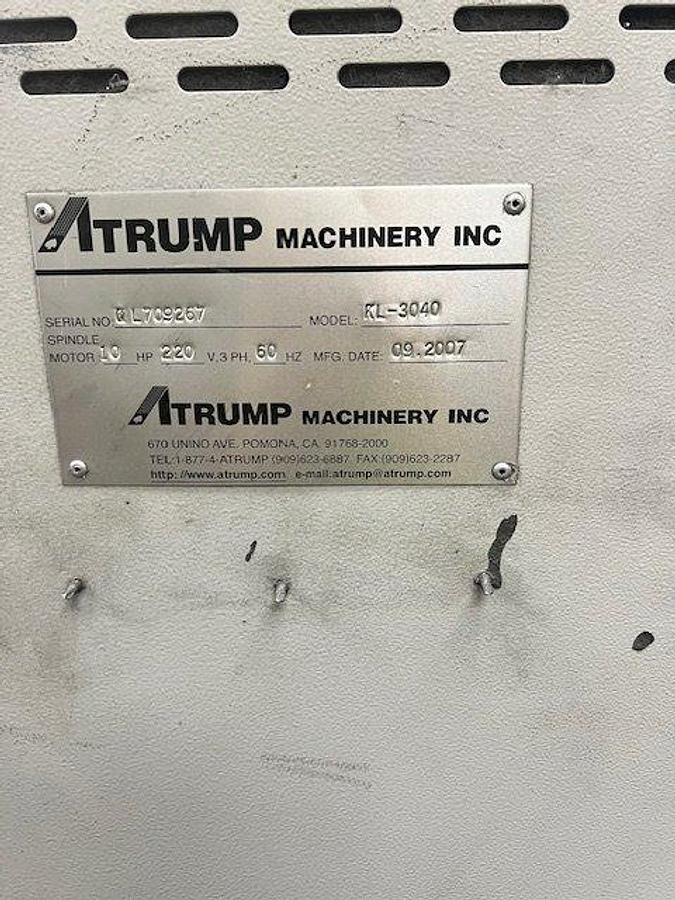 ATRUMP MACHINERY INC
SERIAL NO. QL709267 MODEL: KL-3040
SPINDLE
MOTOR 10 HP 220 V,3 PH, 60 HZ MFG. DATE: 09.2007
ATRUMP MACHINERY INC
670 UNINO AVE. POMONA, CA. 91768-2000
TEL:1-877-4-ATRUMP (909)623-6887 FAX:(909)623-2287
http://www.atrump.com e-mail:atrump@atrump.com